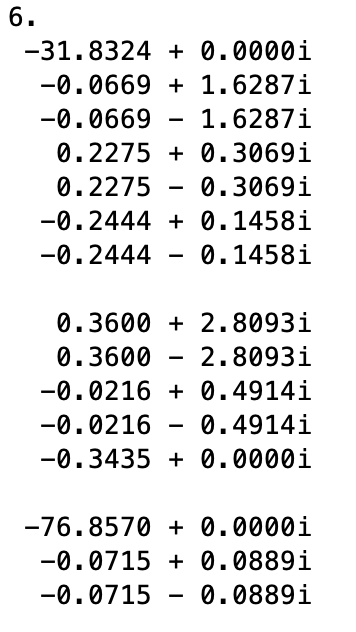 6.
-31.8324 + 0.0000i
-0.0669 + 1.6287i
-0.0669 - 1.6287i
0.2275 + 0.3069i
0.2275 - 0.3069i
-0.2444 + 0.1458i
-0.2444 - 0.1458i
0.3600 + 2.8093i
0.3600 - 2.8093i
-0.0216 + 0.4914i
-0.0216 - 0.4914i
-0.3435 + 0.0000i
-76.8570 + 0.0000i
-0.0715 + 0.0889i
-0.0715 - 0.0889i